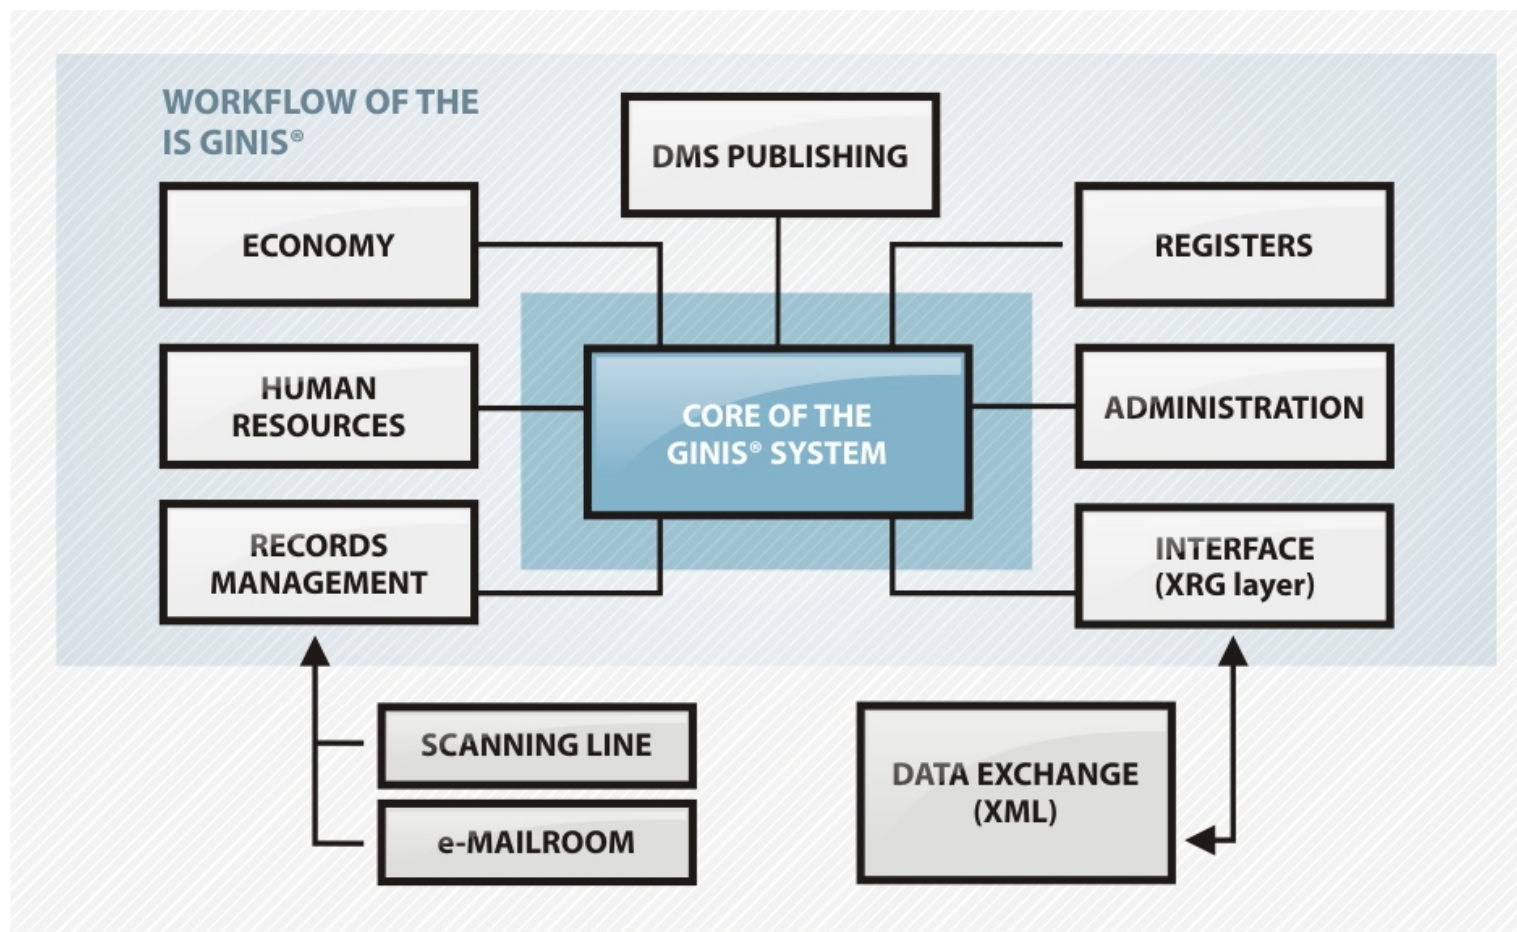 WORKFLOW OF THE
IS GINIS®
DMS PUBLISHING
ECONOMY
REGISTERS
HUMAN
RESOURCES
CORE OF THE
GINIS® SYSTEM
ADMINISTRATION
RECORDS
MANAGEMENT
INTERFACE
(XRG layer)
SCANNING LINE
e-MAILROOM
DATA EXCHANGE
(XML)